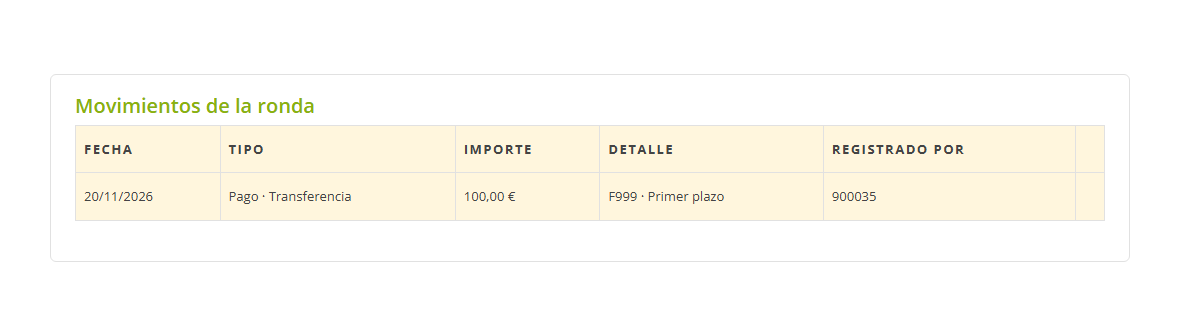 Movimientos de la ronda
FECHA TIPO IMPORTE DETALLE REGISTRADO POR
20/11/2026 Pago · Transferencia 100,00 € F999 · Primer plazo 900035